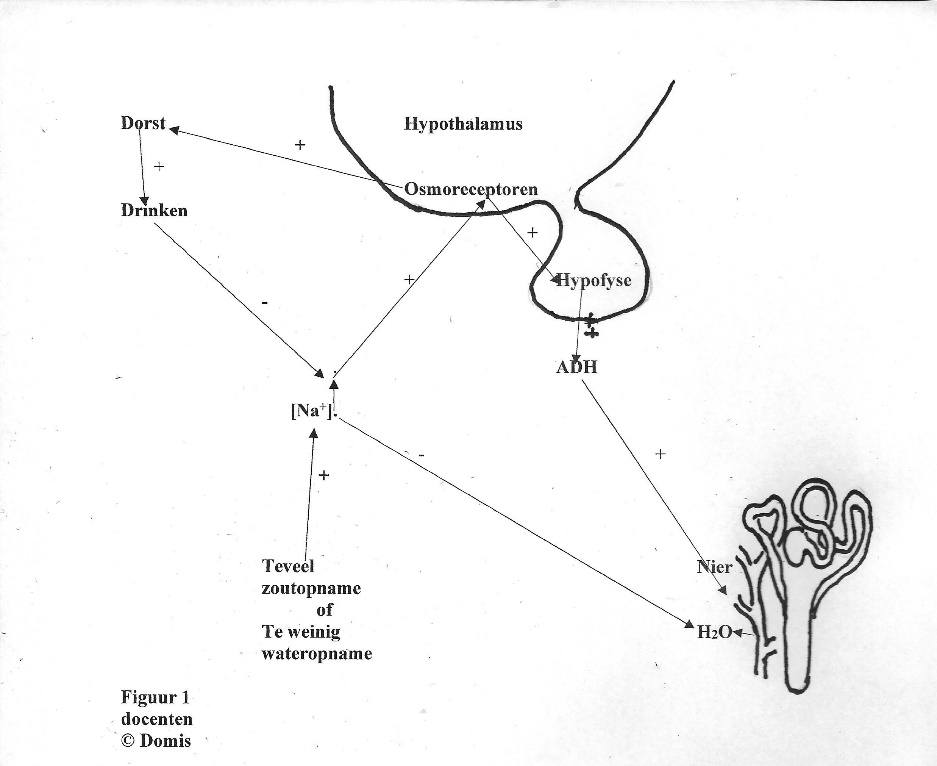 Dorst
Hypothalamus
+
+
Osmoreceptoren
Drinken
+
-
+
Hypofyse
+
+
ADH
[Na+].
-
+
+
Teveel
zoutopname
of
Te weinig
wateropname
Nier
H2O
Figuur 1
docenten
© Domis